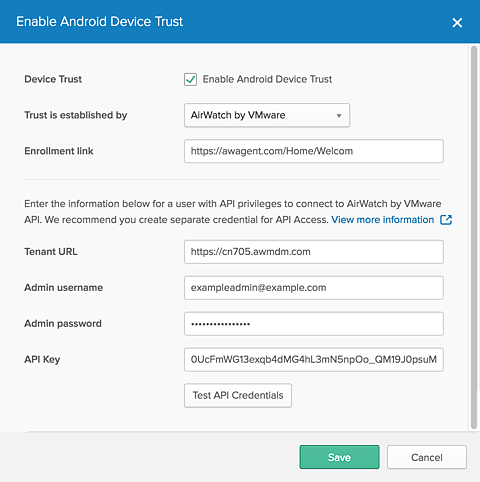 Enable Android Device Trust
Device Trust
Enable Android Device Trust
Trust is established by
AirWatch by VMware
Enrollment link
https://awagent.com/Home/Welcom
Enter the information below for a user with API privileges to connect to AirWatch by VMware
API. We recommend you create separate credential for API Access. View more information
Tenant URL
https://cn705.awmdm.com
Admin username
exampleadmin@example.com
Admin password
••••••••••••••••
API Key
0UcFmWG13exqb4dMG4hL3mN5npOo_QM19J0psuM
Test API Credentials
Save
Cancel